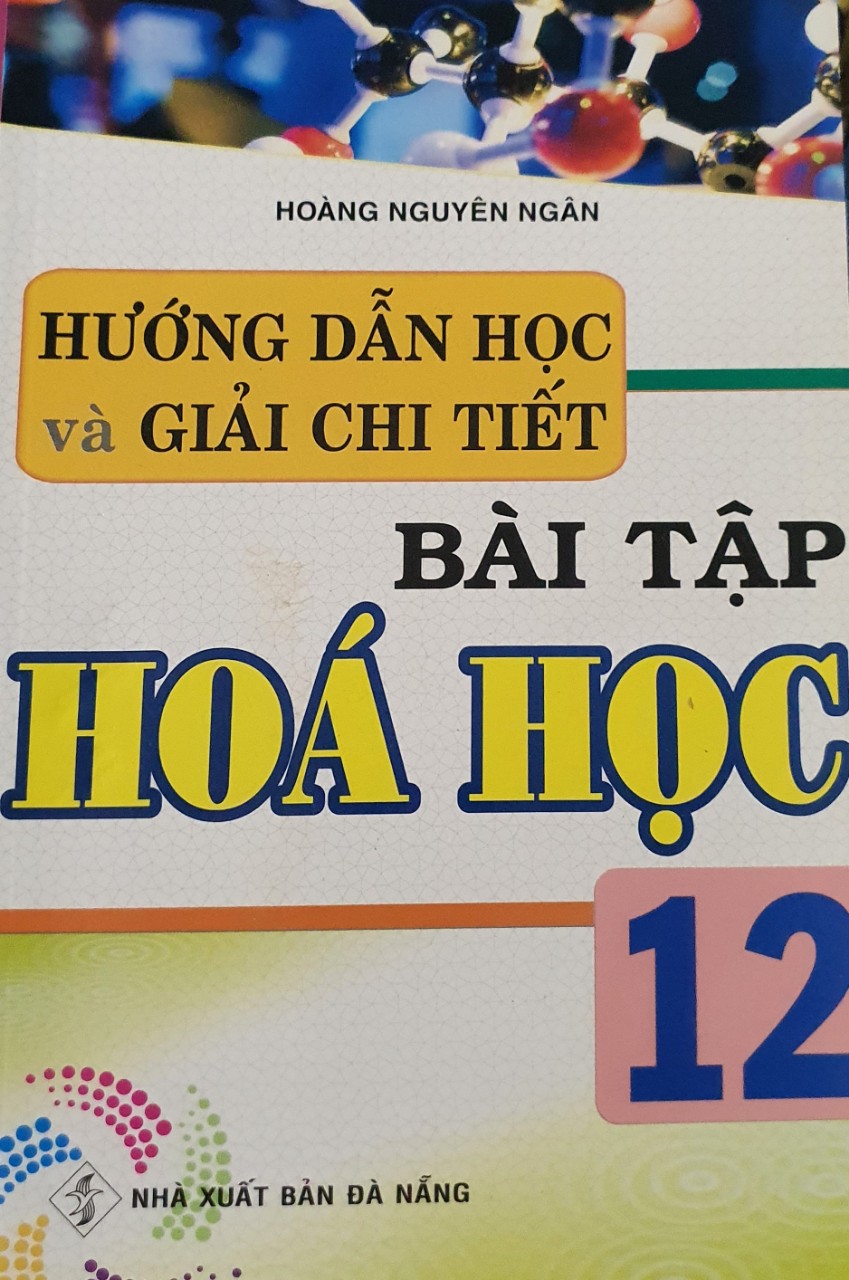 HOÀNG NGUYÊN NGÂN
HƯỚNG DẪN HỌC
và GIẢI CHI TIẾT
BÀI TẬP
HOÁ HỌC
12
NHÀ XUẤT BẢN ĐÀ NẴNG